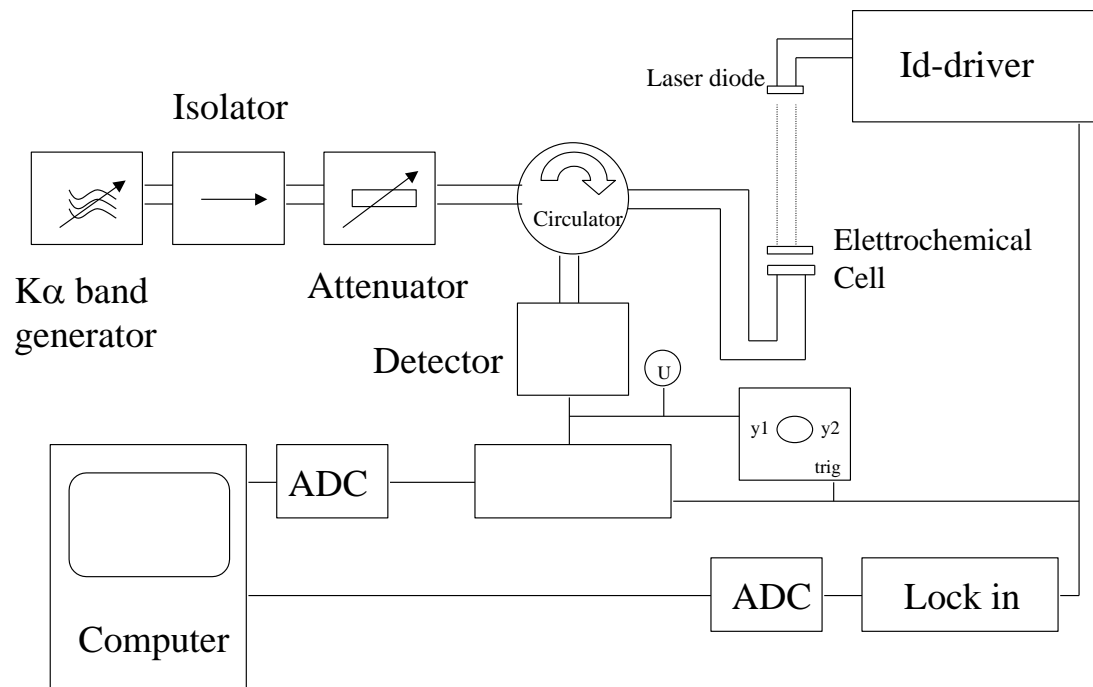 Id-driver
Laser diode
Isolator
Circulator
Elettrochemical
Cell
Attenuator
Kα band
generator
Detector
U
y1
y2
trig
ADC
ADC
Lock in
Computer